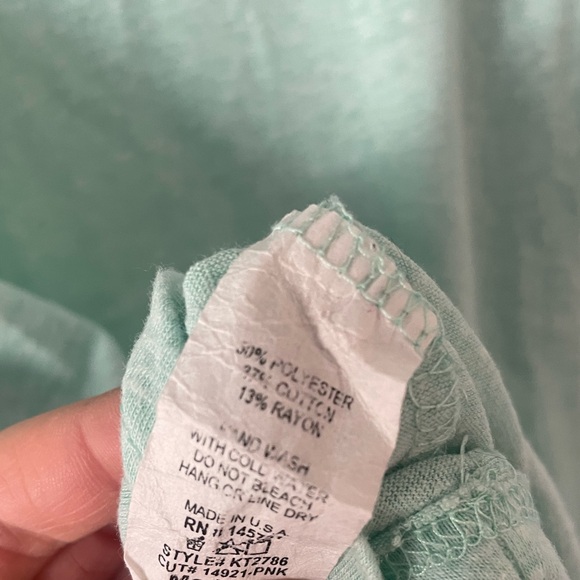 50% POLYESTER
37% COTTON
13% RAYON
HAND WASH
WITH COLD WATER
DO NOT BLEACH
HANG OR LINE DRY
MADE IN U.S.A
RN #
STYLE# KT2786
CUT# 14921-PNK